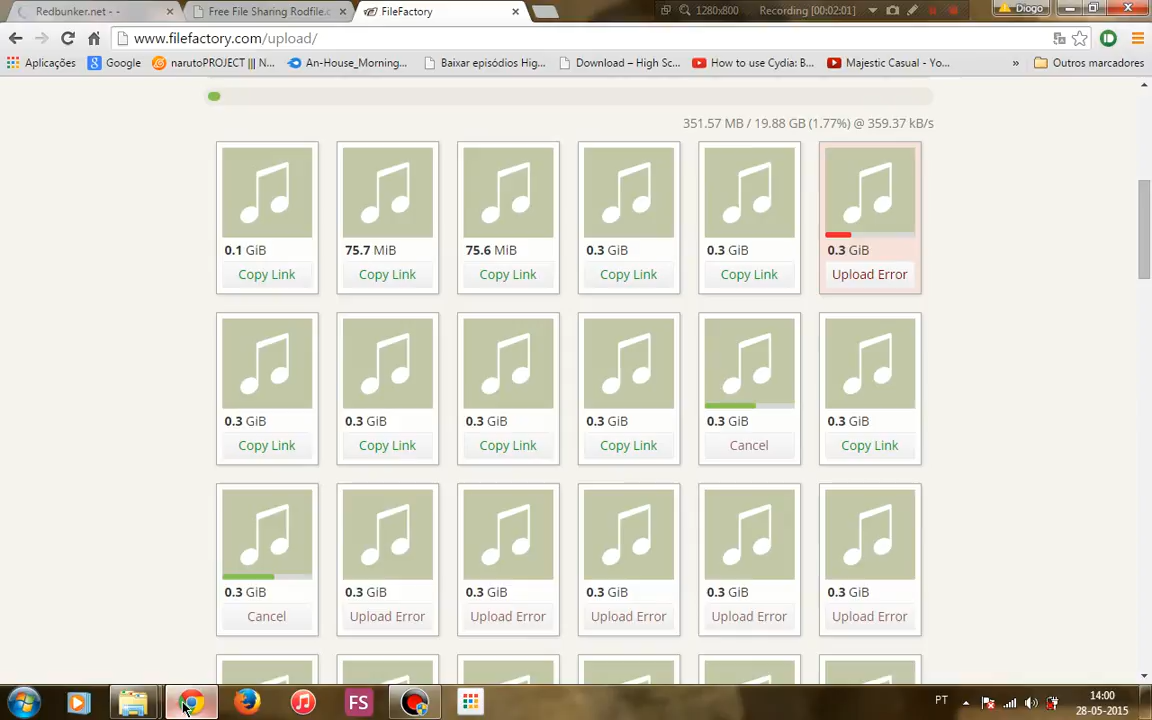 Redbunker.net - -
Free File Sharing Rodfile.c
FileFactory
1280x800
Recording [00:02:01]
Diogo
www.filefactory.com/upload/
Aplicações
Google
narutoPROJECT ||| N...
An-House_Morning...
Baixar episódios Hig...
Download – High Sc...
How to use Cydia: B...
Majestic Casual - Yo...
»
Outros marcadores
351.57 MB / 19.88 GB (1.77%) @ 359.37 kB/s
0.1 GiB
75.7 MiB
75.6 MiB
0.3 GiB
0.3 GiB
0.3 GiB
Copy Link
Copy Link
Copy Link
Copy Link
Copy Link
Upload Error
0.3 GiB
0.3 GiB
0.3 GiB
0.3 GiB
0.3 GiB
0.3 GiB
Copy Link
Copy Link
Copy Link
Copy Link
Cancel
Copy Link
0.3 GiB
0.3 GiB
0.3 GiB
0.3 GiB
0.3 GiB
0.3 GiB
Cancel
Upload Error
Upload Error
Upload Error
Upload Error
Upload Error
FS
PT
14:00
28-05-2015